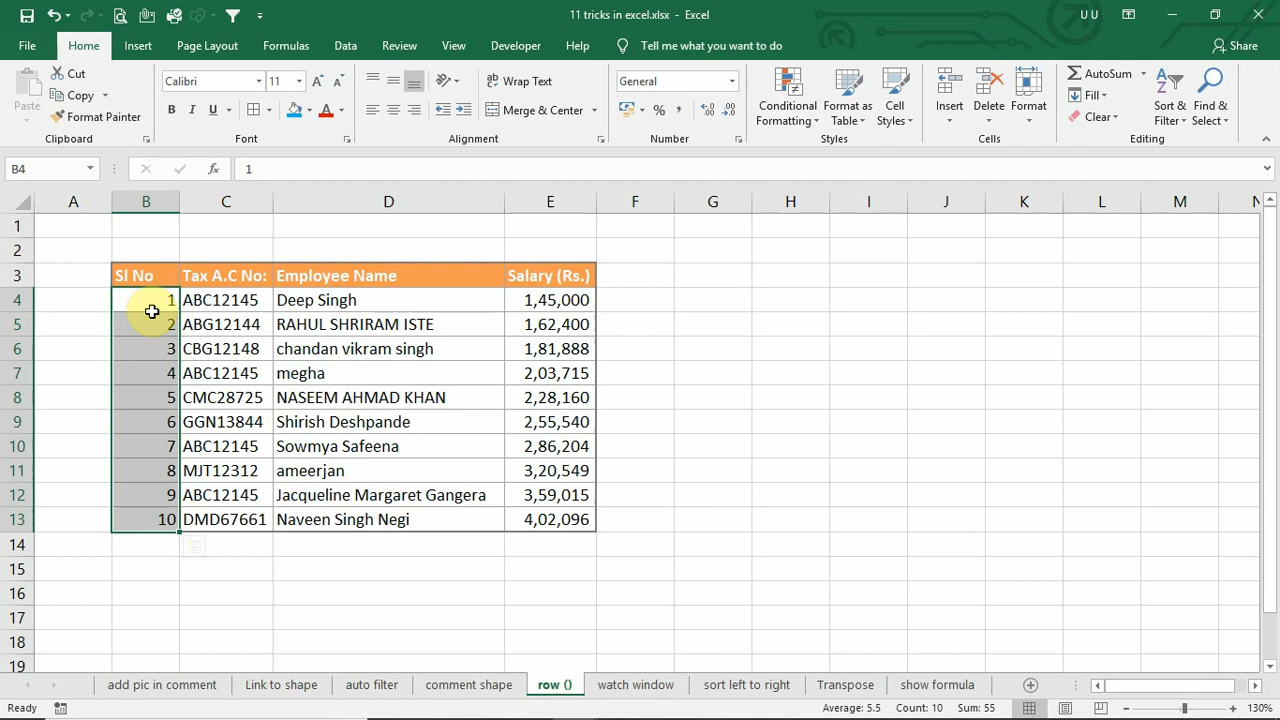 11 tricks in excel.xlsx - Excel
U U
File Home Insert Page Layout Formulas Data Review View Developer Help Tell me what you want to do Share
Paste
Cut
Copy
Format Painter
Clipboard
Calibri 11
B I U
A A
A
Font
Wrap Text
Merge & Center
Alignment
General
%
Number
Conditional Formatting
Format as Table
Cell Styles
Styles
Insert Delete Format
Cells
AutoSum
Fill
Clear
Sort & Filter
Find & Select
Editing
B4 fx 1
A B C D E F G H I J K L M N
1
2
3 Sl No Tax A.C No: Employee Name Salary (Rs.)
4 1 ABC12145 Deep Singh 1,45,000
5 2 ABG12144 RAHUL SHRIRAM ISTE 1,62,400
6 3 CBG12148 chandan vikram singh 1,81,888
7 4 ABC12145 megha 2,03,715
8 5 CMC28725 NASEEM AHMAD KHAN 2,28,160
9 6 GGN13844 Shirish Deshpande 2,55,540
10 7 ABC12145 Sowmya Safeena 2,86,204
11 8 MJT12312 ameerjan 3,20,549
12 9 ABC12145 Jacqueline Margaret Gangera 3,59,015
13 10 DMD67661 Naveen Singh Negi 4,02,096
14
15
16
17
18
19
add pic in comment Link to shape auto filter comment shape row () watch window sort left to right Transpose show formula
Ready Average: 5.5 Count: 10 Sum: 55 130%